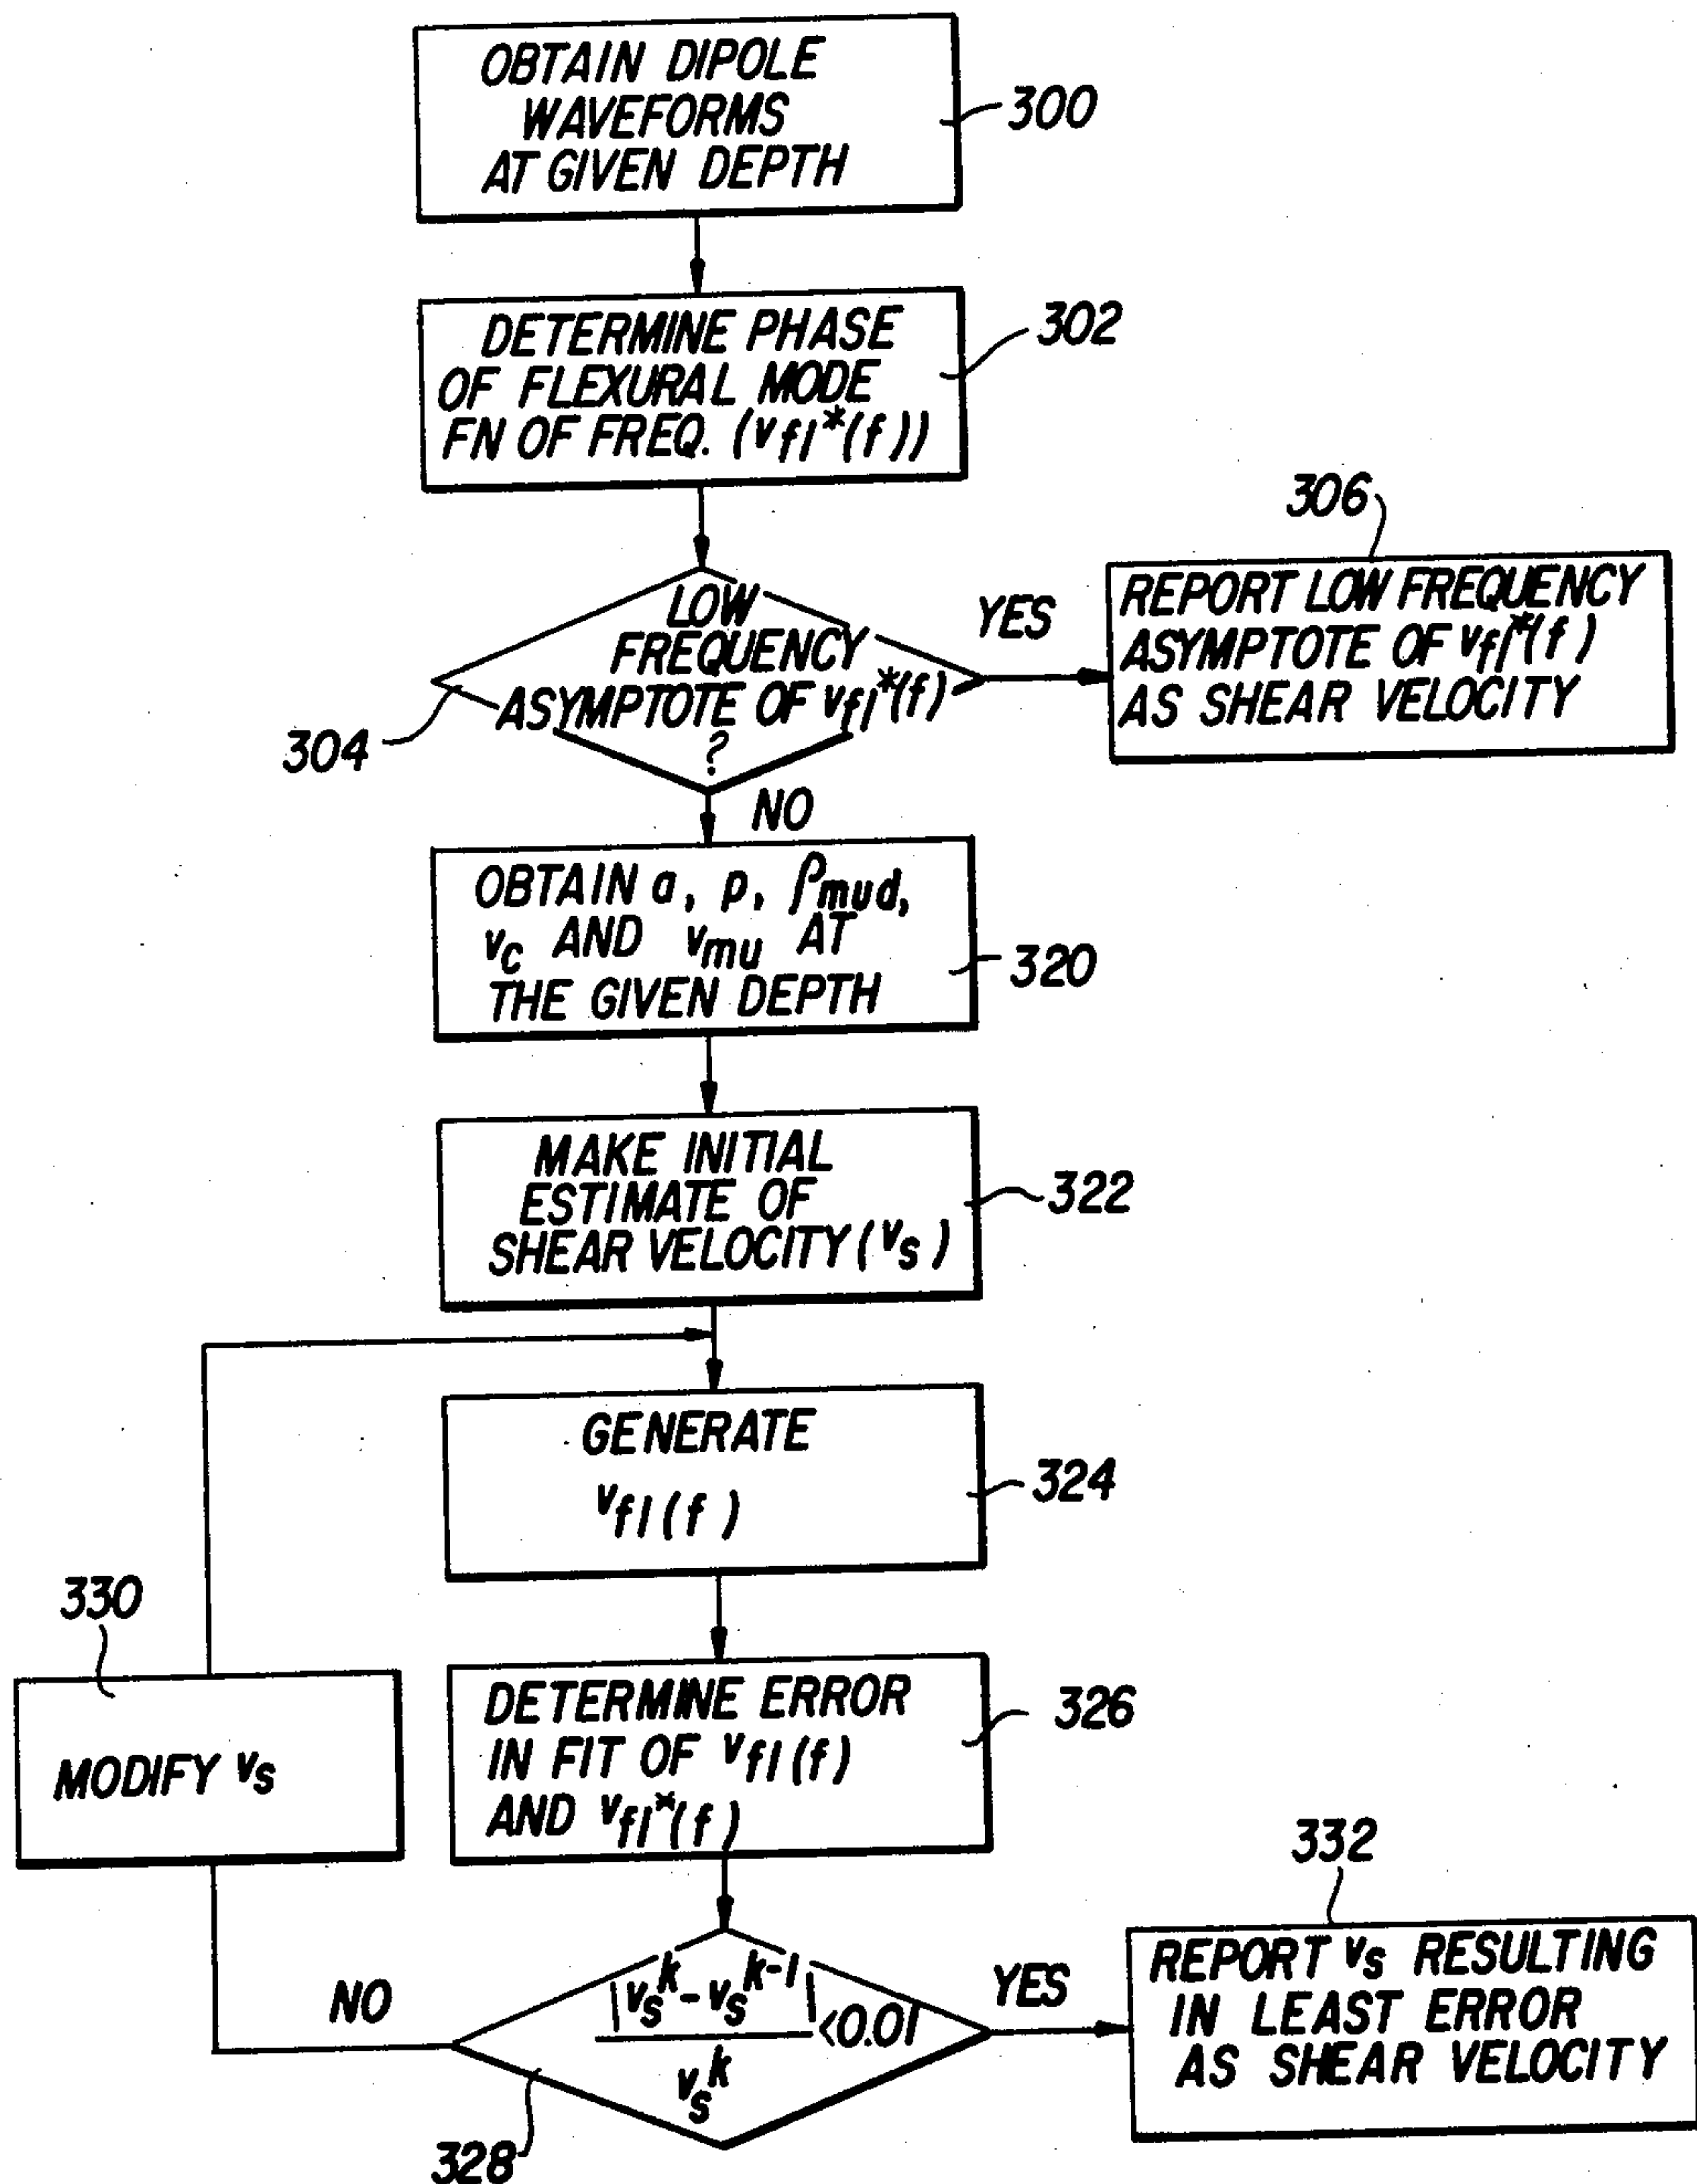 OBTAIN DIPOLE
WAVEFORMS
AT GIVEN DEPTH
300
DETERMINE PHASE
OF FLEXURAL MODE
FN OF FREQ. (vfl*(f))
302
LOW
FREQUENCY
ASYMPTOTE OF vfl*(f)
?
304
YES
306
REPORT LOW FREQUENCY
ASYMPTOTE OF vfl*(f)
AS SHEAR VELOCITY
NO
OBTAIN a, p, ρmud,
vc AND vmu AT
THE GIVEN DEPTH
320
MAKE INITIAL
ESTIMATE OF
SHEAR VELOCITY (vs)
322
GENERATE
vfl(f)
324
330
MODIFY vs
DETERMINE ERROR
IN FIT OF vfl(f)
AND vfl*(f)
326
NO
|vs^k - vs^k-1|
<0.01
vs^k
328
YES
332
REPORT vs RESULTING
IN LEAST ERROR
AS SHEAR VELOCITY